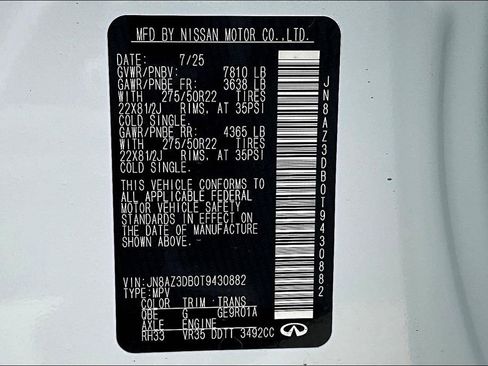 MFD BY NISSAN MOTOR CO.,LTD.
DATE: 7/25
GVWR/PNBV: 7810 LB
GAWR/PNBE FR: 3638 LB
WITH 275/50R22 TIRES
22X81/2J RIMS, AT 35PSI
COLD SINGLE.
GAWR/PNBE RR: 4365 LB
WITH 275/50R22 TIRES
22X81/2J RIMS, AT 35PSI
COLD SINGLE.
THIS VEHICLE CONFORMS TO
ALL APPLICABLE FEDERAL
MOTOR VEHICLE SAFETY
STANDARDS IN EFFECT ON
THE DATE OF MANUFACTURE
SHOWN ABOVE.
VIN: JN8AZ3DB0T9430882
TYPE: MPV
COLOR TRIM TRANS
QBE G GE9R01A
AXLE ENGINE
RH33 VR35 DDTT 3492CC
JN8AZ3DB0T9430882